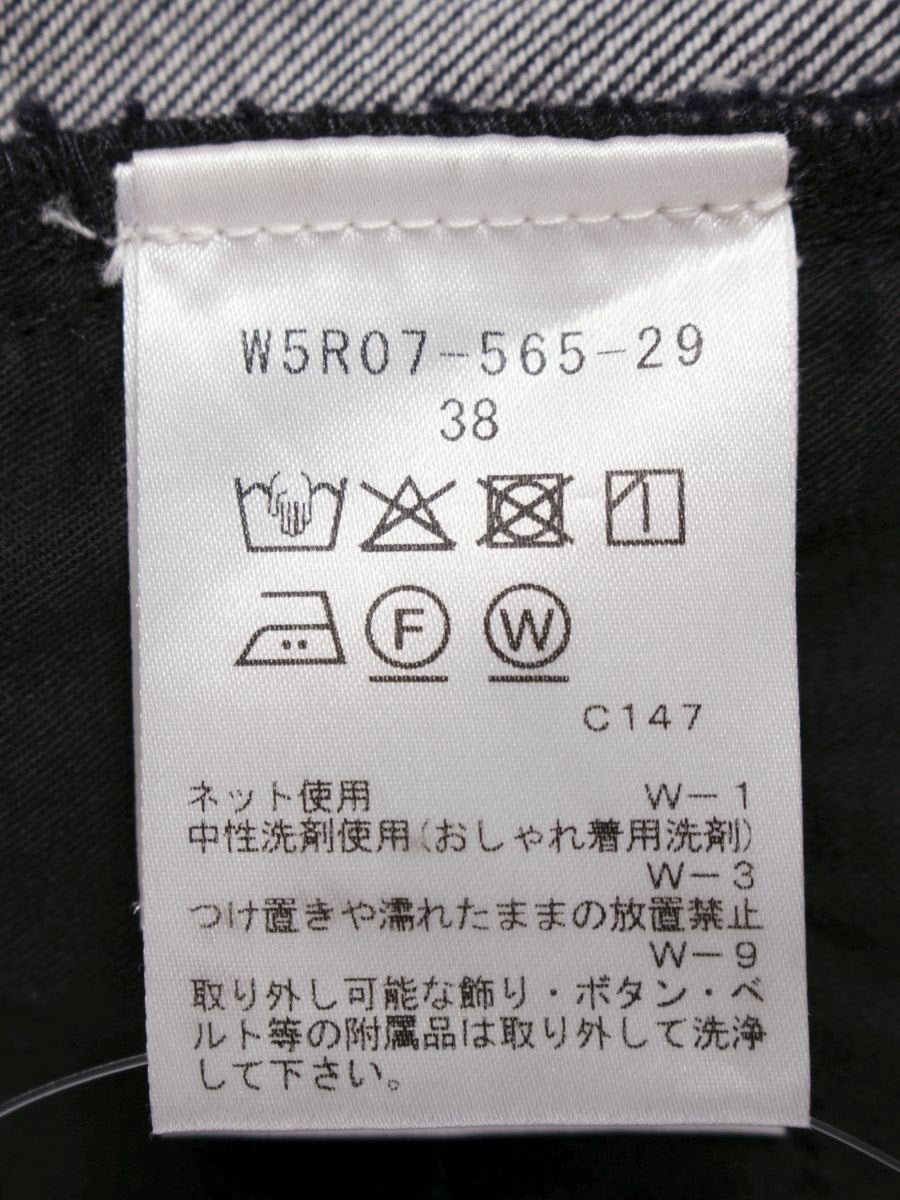 W5R07-565-29
38
F W
C147
ネット使用 W-1
中性洗剤使用(おしゃれ着用洗剤)
W-3
つけ置きや濡れたままの放置禁止
W-9
取り外し可能な飾り・ボタン・ベ
ルト等の附属品は取り外して洗浄
して下さい。